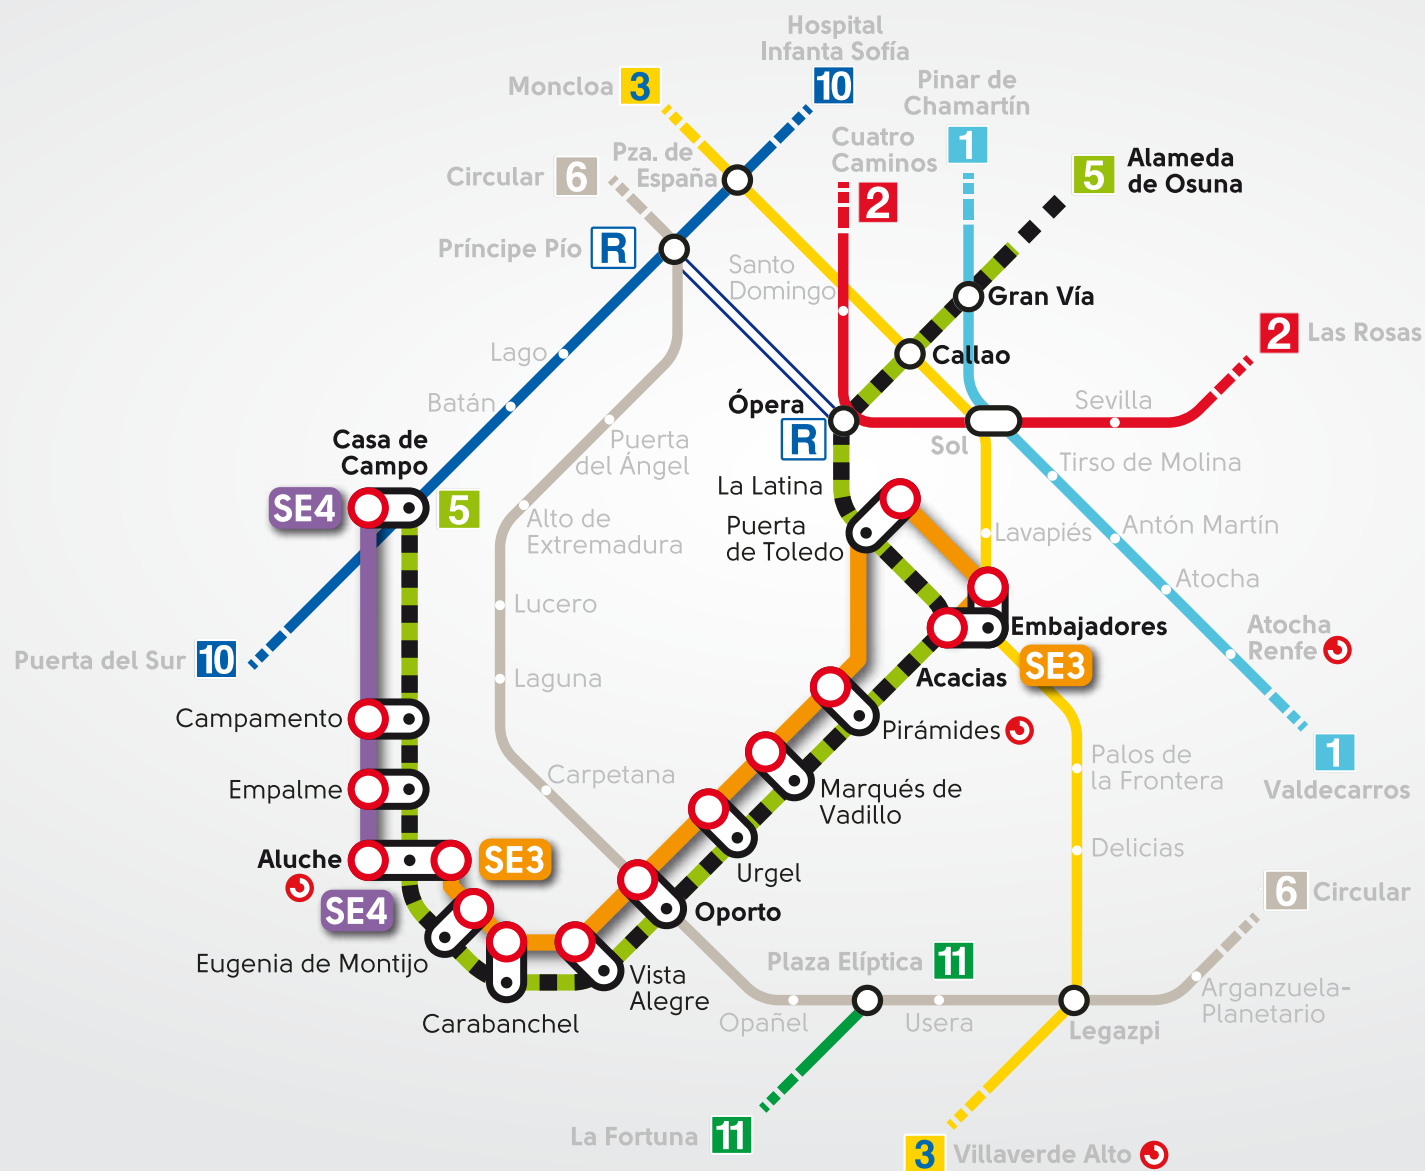 Hospital
Infanta Sofía
10
Moncloa 3
Pinar de
Chamartín
1
Cuatro
Caminos
2
Pza. de
España
Circular 6
5 Alameda
de Osuna
Príncipe Pío R
Santo
Domingo
Gran Vía
2 Las Rosas
Lago
Callao
Batán
Ópera
R
Sevilla
Sol
Casa de
Campo
SE4
5
Puerta
del Ángel
Tirso de Molina
La Latina
Puerta
de Toledo
Alto de
Extremadura
Lavapiés
Antón Martín
Atocha
Lucero
Embajadores
SE3
Atocha
Renfe
Puerta del Sur 10
Laguna
Acacias
Campamento
Pirámides
1
Valdecarros
Palos de
la Frontera
Carpetana
Empalme
Marqués de
Vadillo
Delicias
Aluche
SE3
SE4
Urgel
6 Circular
Oporto
Eugenia de Montijo
Vista
Alegre
Plaza Elíptica 11
Carabanchel
Opañel
Usera
Legazpi
Arganzuela-
Planetario
La Fortuna 11
3 Villaverde Alto